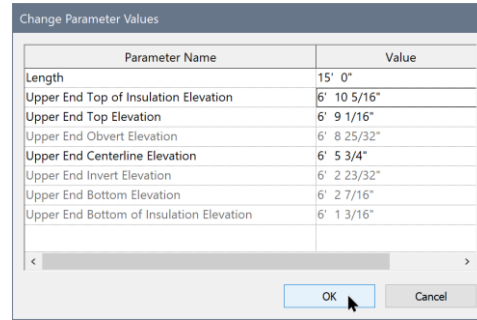 Change Parameter Values
Parameter Name Value
Length 15' 0"
Upper End Top of Insulation Elevation 6' 10 5/16"
Upper End Top Elevation 6' 9 1/16"
Upper End Obvert Elevation 6' 8 25/32"
Upper End Centerline Elevation 6' 5 3/4"
Upper End Invert Elevation 6' 2 23/32"
Upper End Bottom Elevation 6' 2 7/16"
Upper End Bottom of Insulation Elevation 6' 1 3/16"
OK Cancel